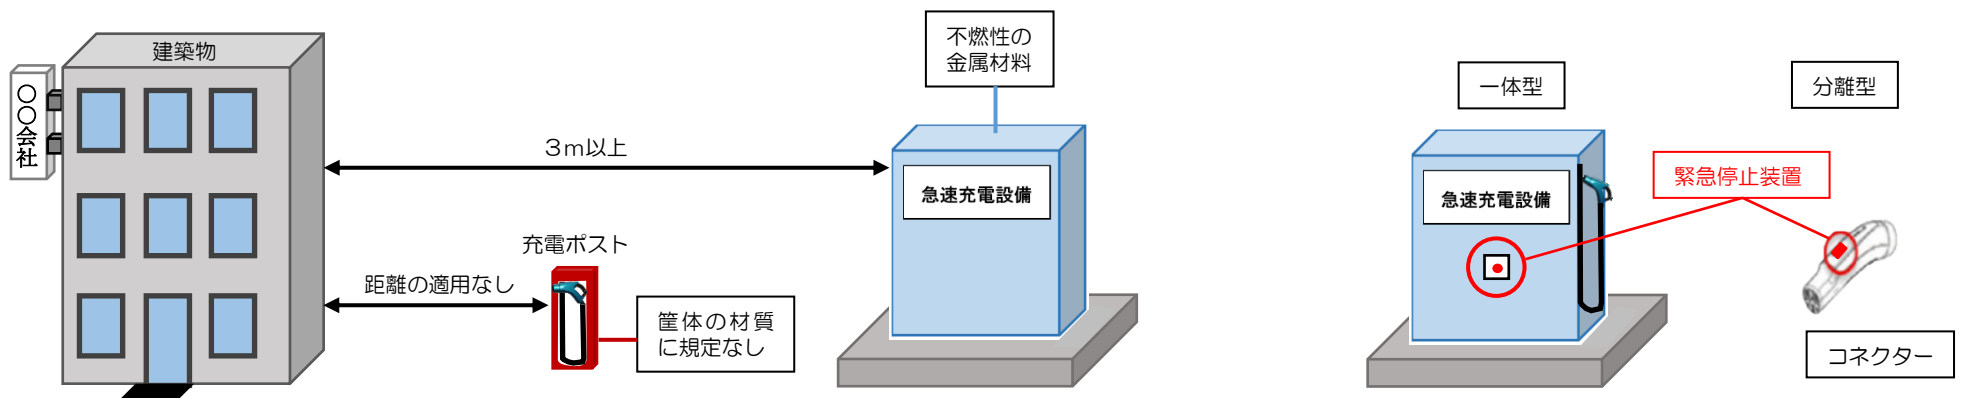 建築物
〇〇会社
3m以上
不燃性の
金属材料
急速充電設備
充電ポスト
距離の適用なし
筐体の材質
に規定なし
一体型
分離型
緊急停止装置
急速充電設備
コネクター